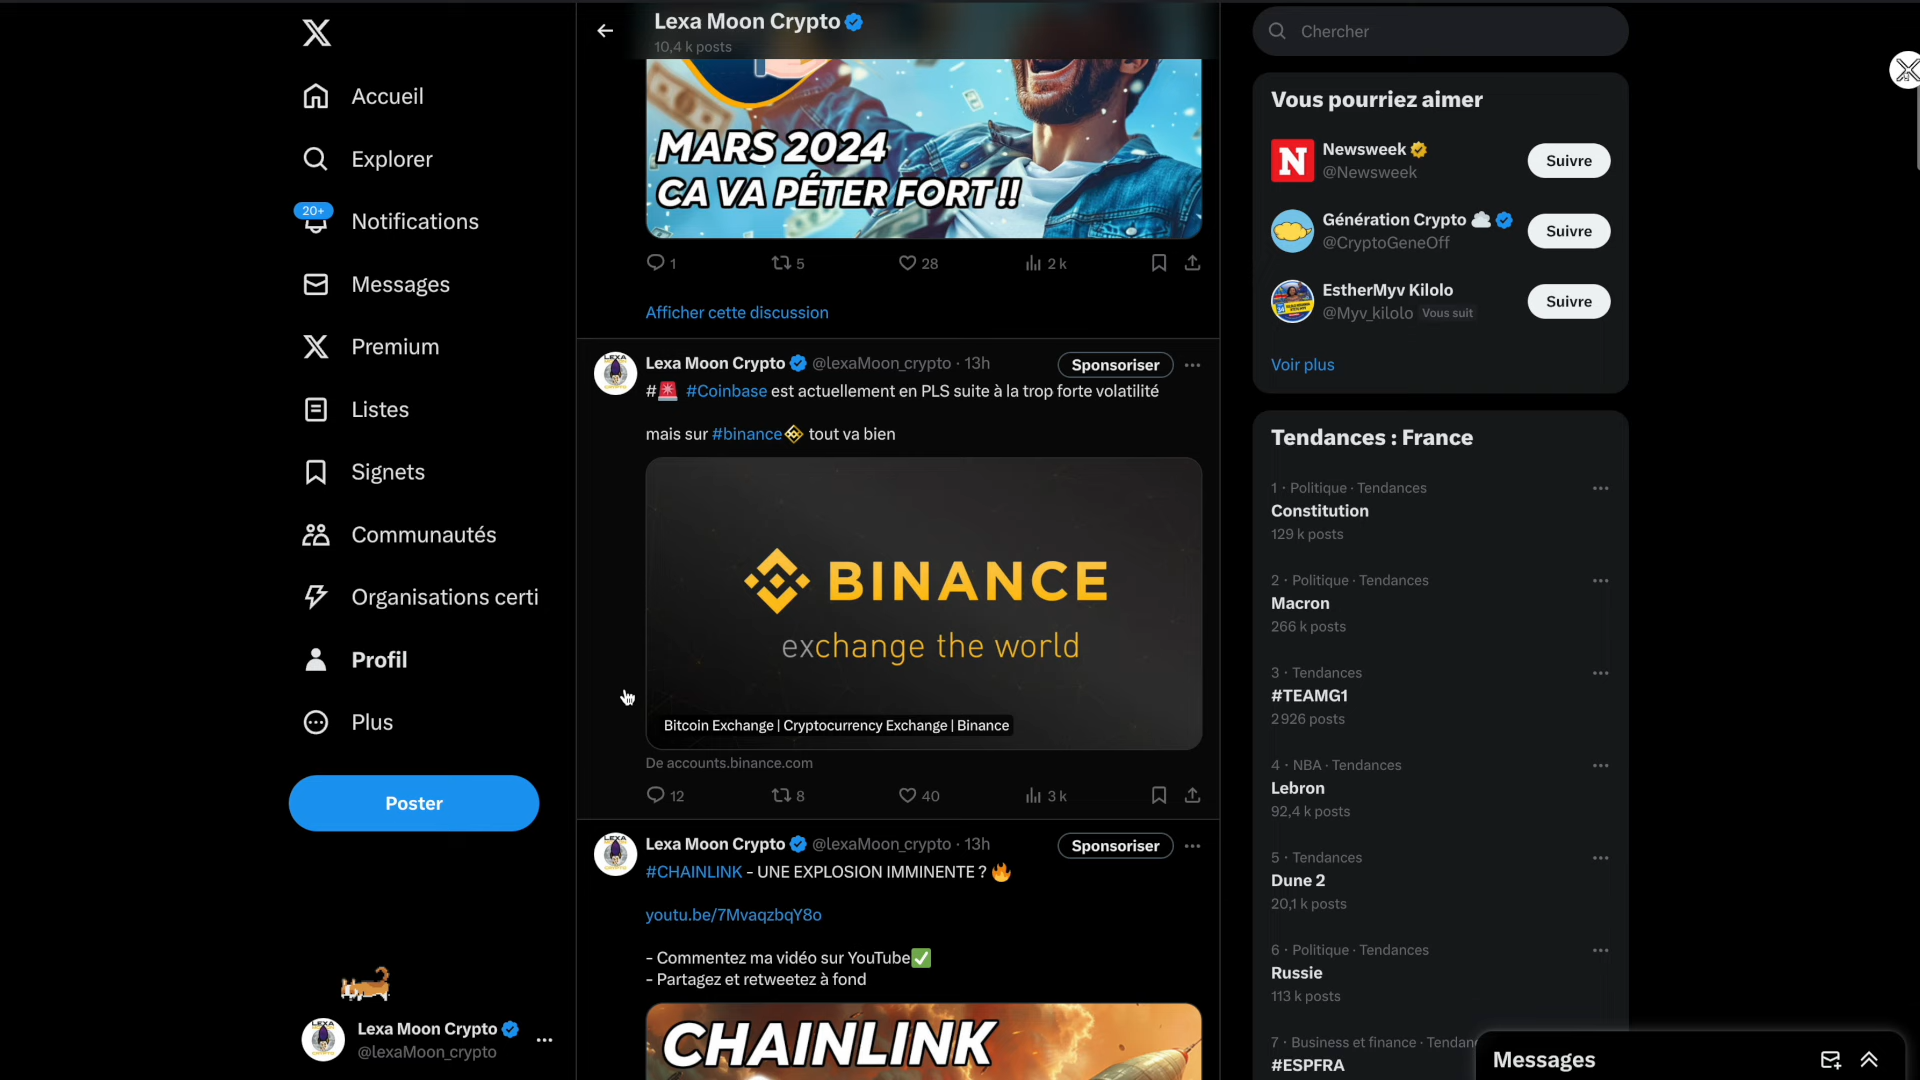 Accueil
Explorer
20+
Notifications
Messages
Premium
Listes
Signets
Communautés
Organisations certi
Profil
Plus
Poster
Lexa Moon Crypto
@lexaMoon_crypto
Lexa Moon Crypto
10,4 k posts
MARS 2024
CA VA PÉTER FORT !!
1
5
28
2 k
Afficher cette discussion
Lexa Moon Crypto @lexaMoon_crypto · 13h
Sponsoriser
#🚨 #Coinbase est actuellement en PLS suite à la trop forte volatilité
mais sur #binance tout va bien
BINANCE
exchange the world
Bitcoin Exchange | Cryptocurrency Exchange | Binance
De accounts.binance.com
12
8
40
3 k
Lexa Moon Crypto @lexaMoon_crypto · 13h
Sponsoriser
#CHAINLINK - UNE EXPLOSION IMMINENTE ? 🔥
youtu.be/7MvaqzbqY8o
- Commentez ma vidéo sur YouTube✅
- Partagez et retweetez à fond
CHAINLINK
Chercher
Vous pourriez aimer
Newsweek
@Newsweek
Suivre
Génération Crypto
@CryptoGeneOff
Suivre
EstherMyv Kilolo
@Myv_kilolo Vous suit
Suivre
Voir plus
Tendances : France
1 · Politique · Tendances
Constitution
129 k posts
2 · Politique · Tendances
Macron
266 k posts
3 · Tendances
#TEAMG1
2 926 posts
4 · NBA · Tendances
Lebron
92,4 k posts
5 · Tendances
Dune 2
20,1 k posts
6 · Politique · Tendances
Russie
113 k posts
7 · Business et finance · Tendan
#ESPFRA
Messages